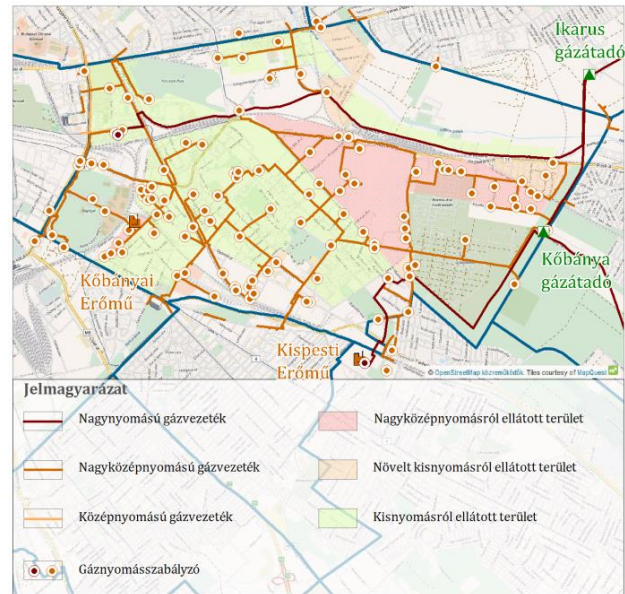 Ikarus
gázátadó
Kőbánya
gázátadó
Kőbányai
Erőmű
Kispesti
Erőmű
© OpenStreetMap közreműködők. Tiles courtesy of MapQuest
Jelmagyarázat
Nagynyomású gázvezeték
Nagyközépnyomásról ellátott terület
Nagyközépnyomású gázvezeték
Növelt kisnyomásról ellátott terület
Középnyomású gázvezeték
Kisnyomásról ellátott terület
Gáznyomásszabályzó